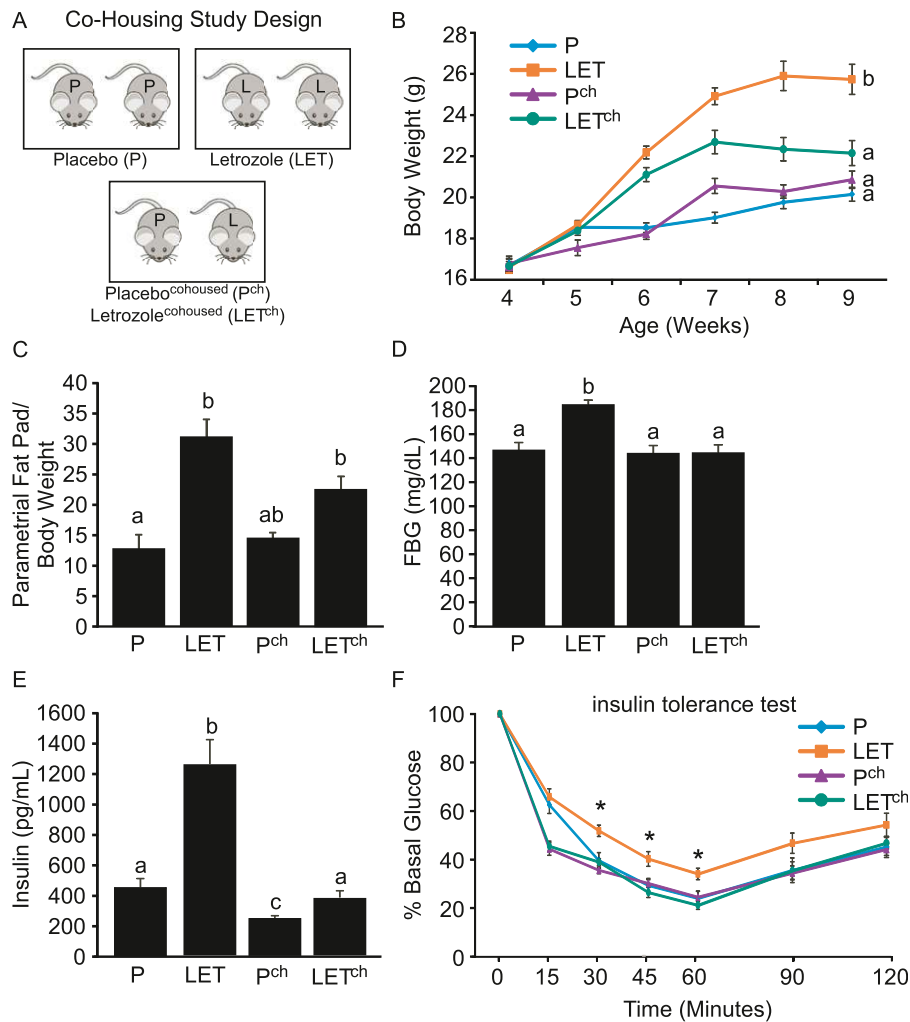 A
Co-Housing Study Design
P P L L
Placebo (P) Letrozole (LET)
P L
Placebo^cohoused (P^ch)
Letrozole^cohoused (LET^ch)
B
Body Weight (g)
28
26
24
22
20
18
16
P
LET
P^ch
LET^ch
b
a
a
a
4 5 6 7 8 9
Age (Weeks)
C
Parametrial Fat Pad/
Body Weight
40
35
30
25
20
15
10
5
0
a b ab b
P LET P^ch LET^ch
D
FBG (mg/dL)
200
180
160
140
120
100
80
60
40
20
0
a b a a
P LET P^ch LET^ch
E
Insulin (pg/mL)
1600
1400
1200
1000
800
600
400
200
0
a b c a
P LET P^ch LET^ch
F
insulin tolerance test
% Basal Glucose
100
80
60
40
20
0
P
LET
P^ch
LET^ch
* * *
0 15 30 45 60 90 120
Time (Minutes)